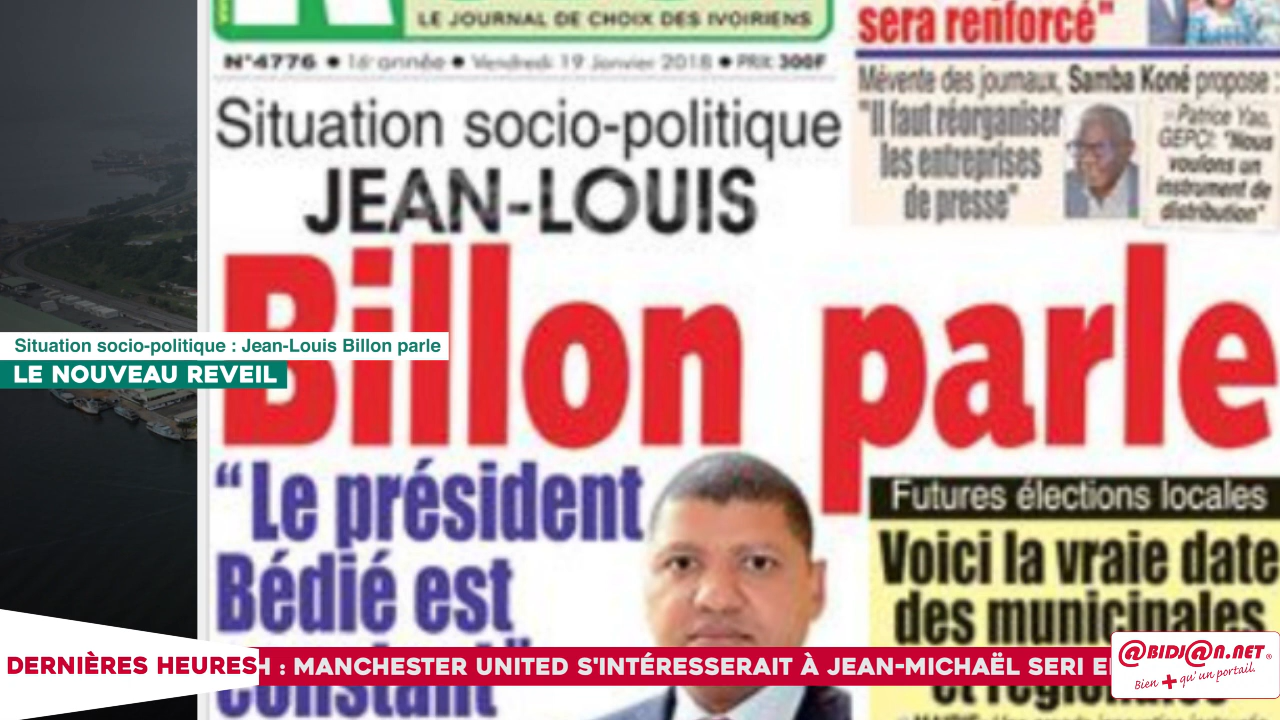 LE JOURNAL DE CHOIX DES IVOIRIENS
N°4776 • 16e année • Vendredi 19 Janvier 2018 • PRIX: 300F
sera renforcé"
Mévente des journaux, Samba Koné propose :
"Il faut réorganiser
les entreprises
de presse"
Patrice Yao,
GEPCI: "Nous
voulons un
instrument de
distribution"
Situation socio-politique
JEAN-LOUIS
Billon parle
"Le président
Bédié est
constant"
Futures élections locales
Voici la vraie date
des municipales
et régionales
Situation socio-politique : Jean-Louis Billon parle
LE NOUVEAU REVEIL
DERNIÈRES HEURES
H : MANCHESTER UNITED S'INTÉRESSERAIT À JEAN-MICHAËL SERI
@BIDJ@N.NET
Bien + qu'un portail.